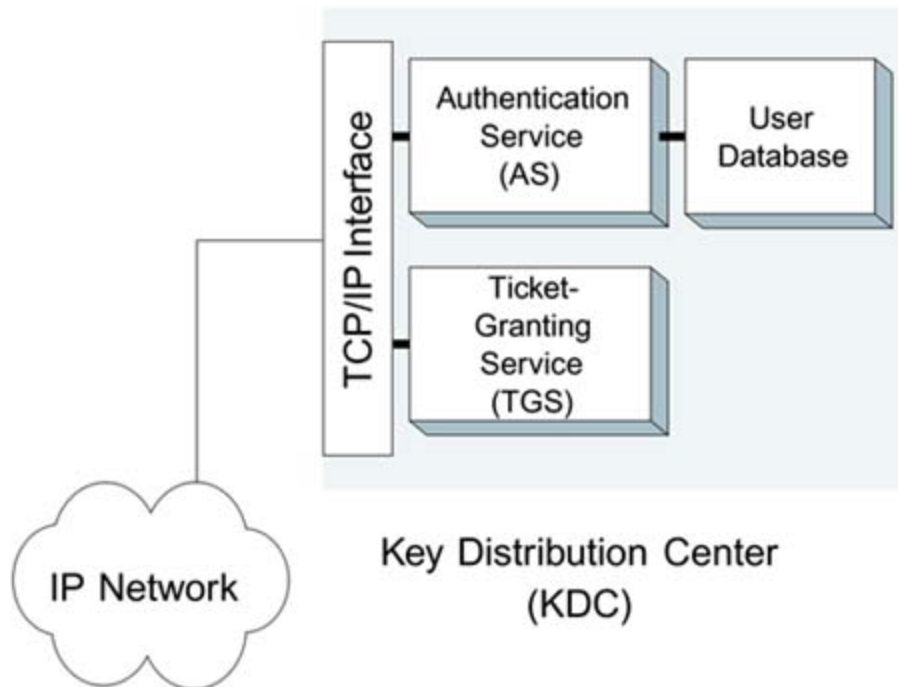 TCP/IP Interface
Authentication
Service
(AS)
User
Database
Ticket-
Granting
Service
(TGS)
IP Network
Key Distribution Center
(KDC)